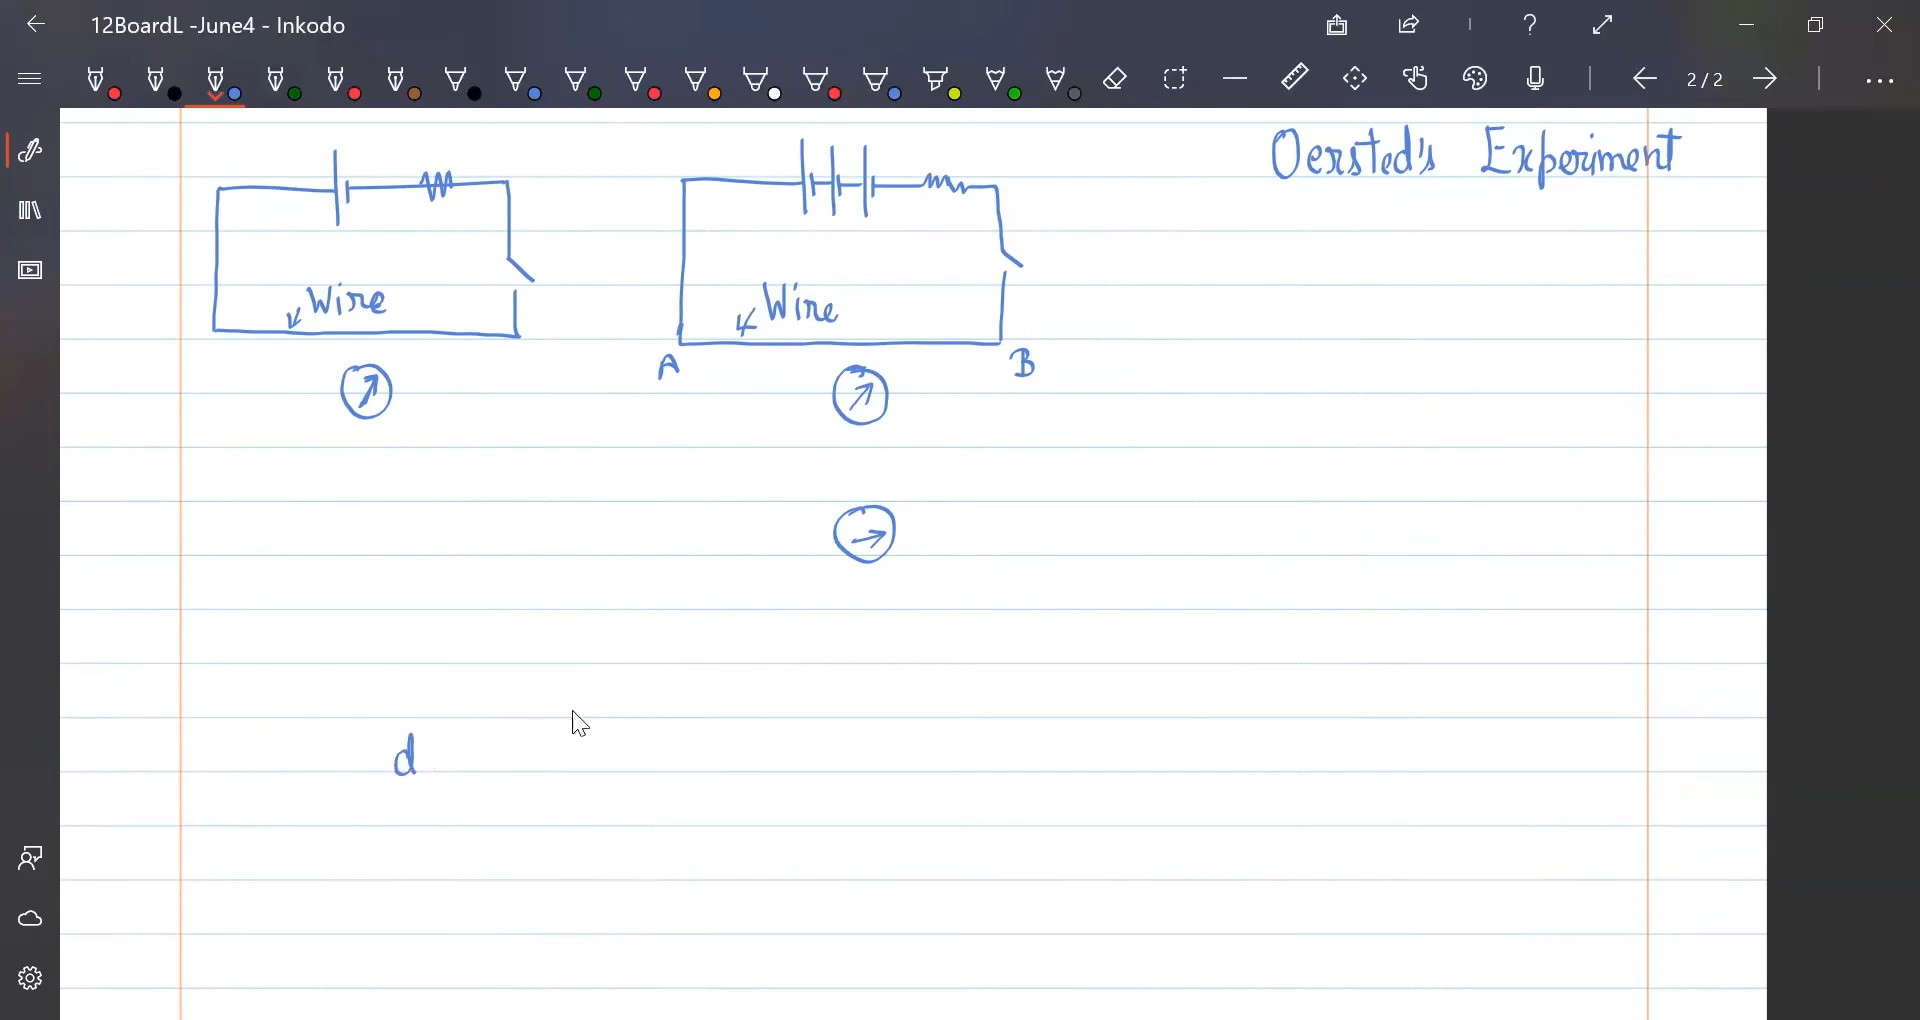 12BoardL -June4 - Inkodo
2/2
Oersted's Experiment
Wire
Wire
A
B
d